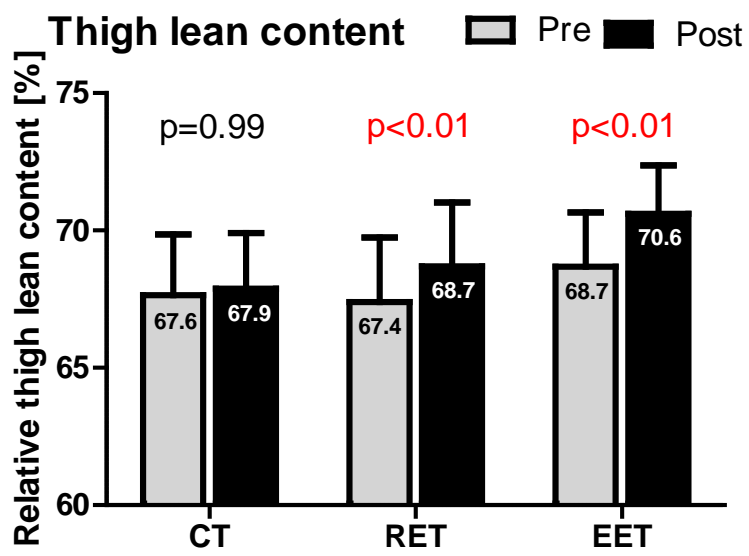 Thigh lean content
Pre
Post
Relative thigh lean content [%]
75
70
65
60
p=0.99
p<0.01
p<0.01
67.6
67.9
67.4
68.7
68.7
70.6
CT
RET
EET